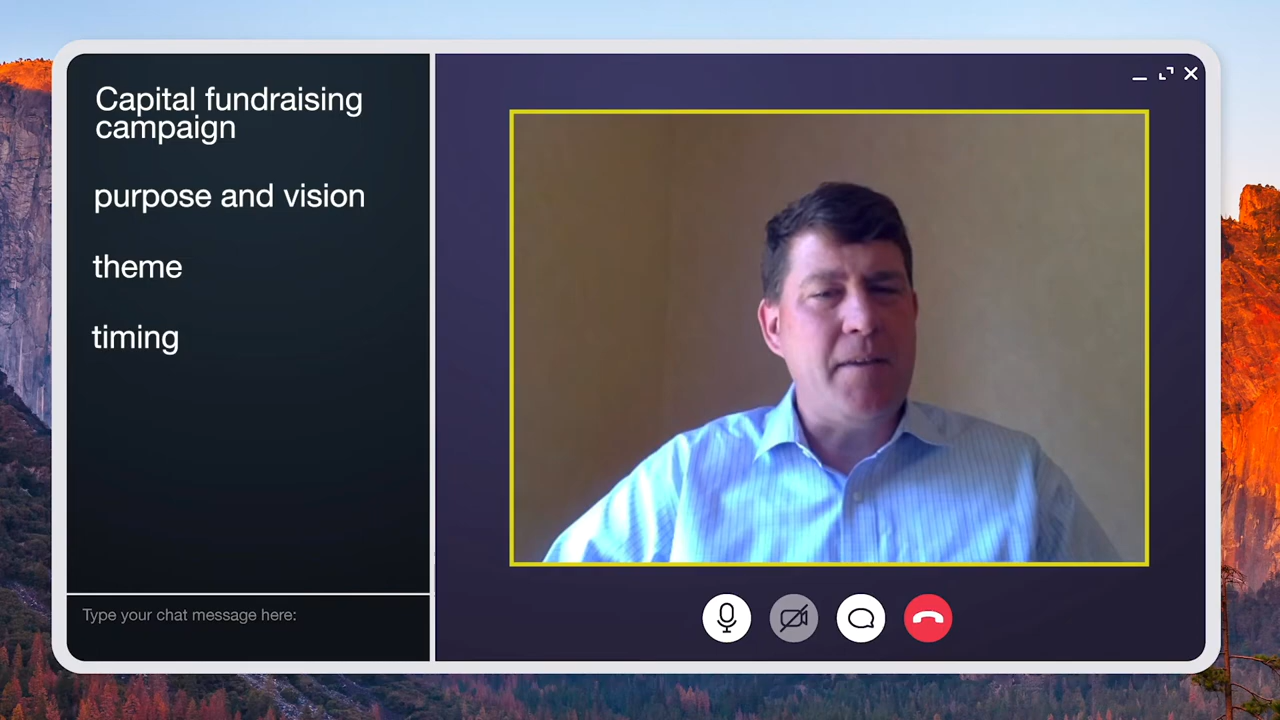 Capital fundraising
campaign
purpose and vision
theme
timing
Type your chat message here: